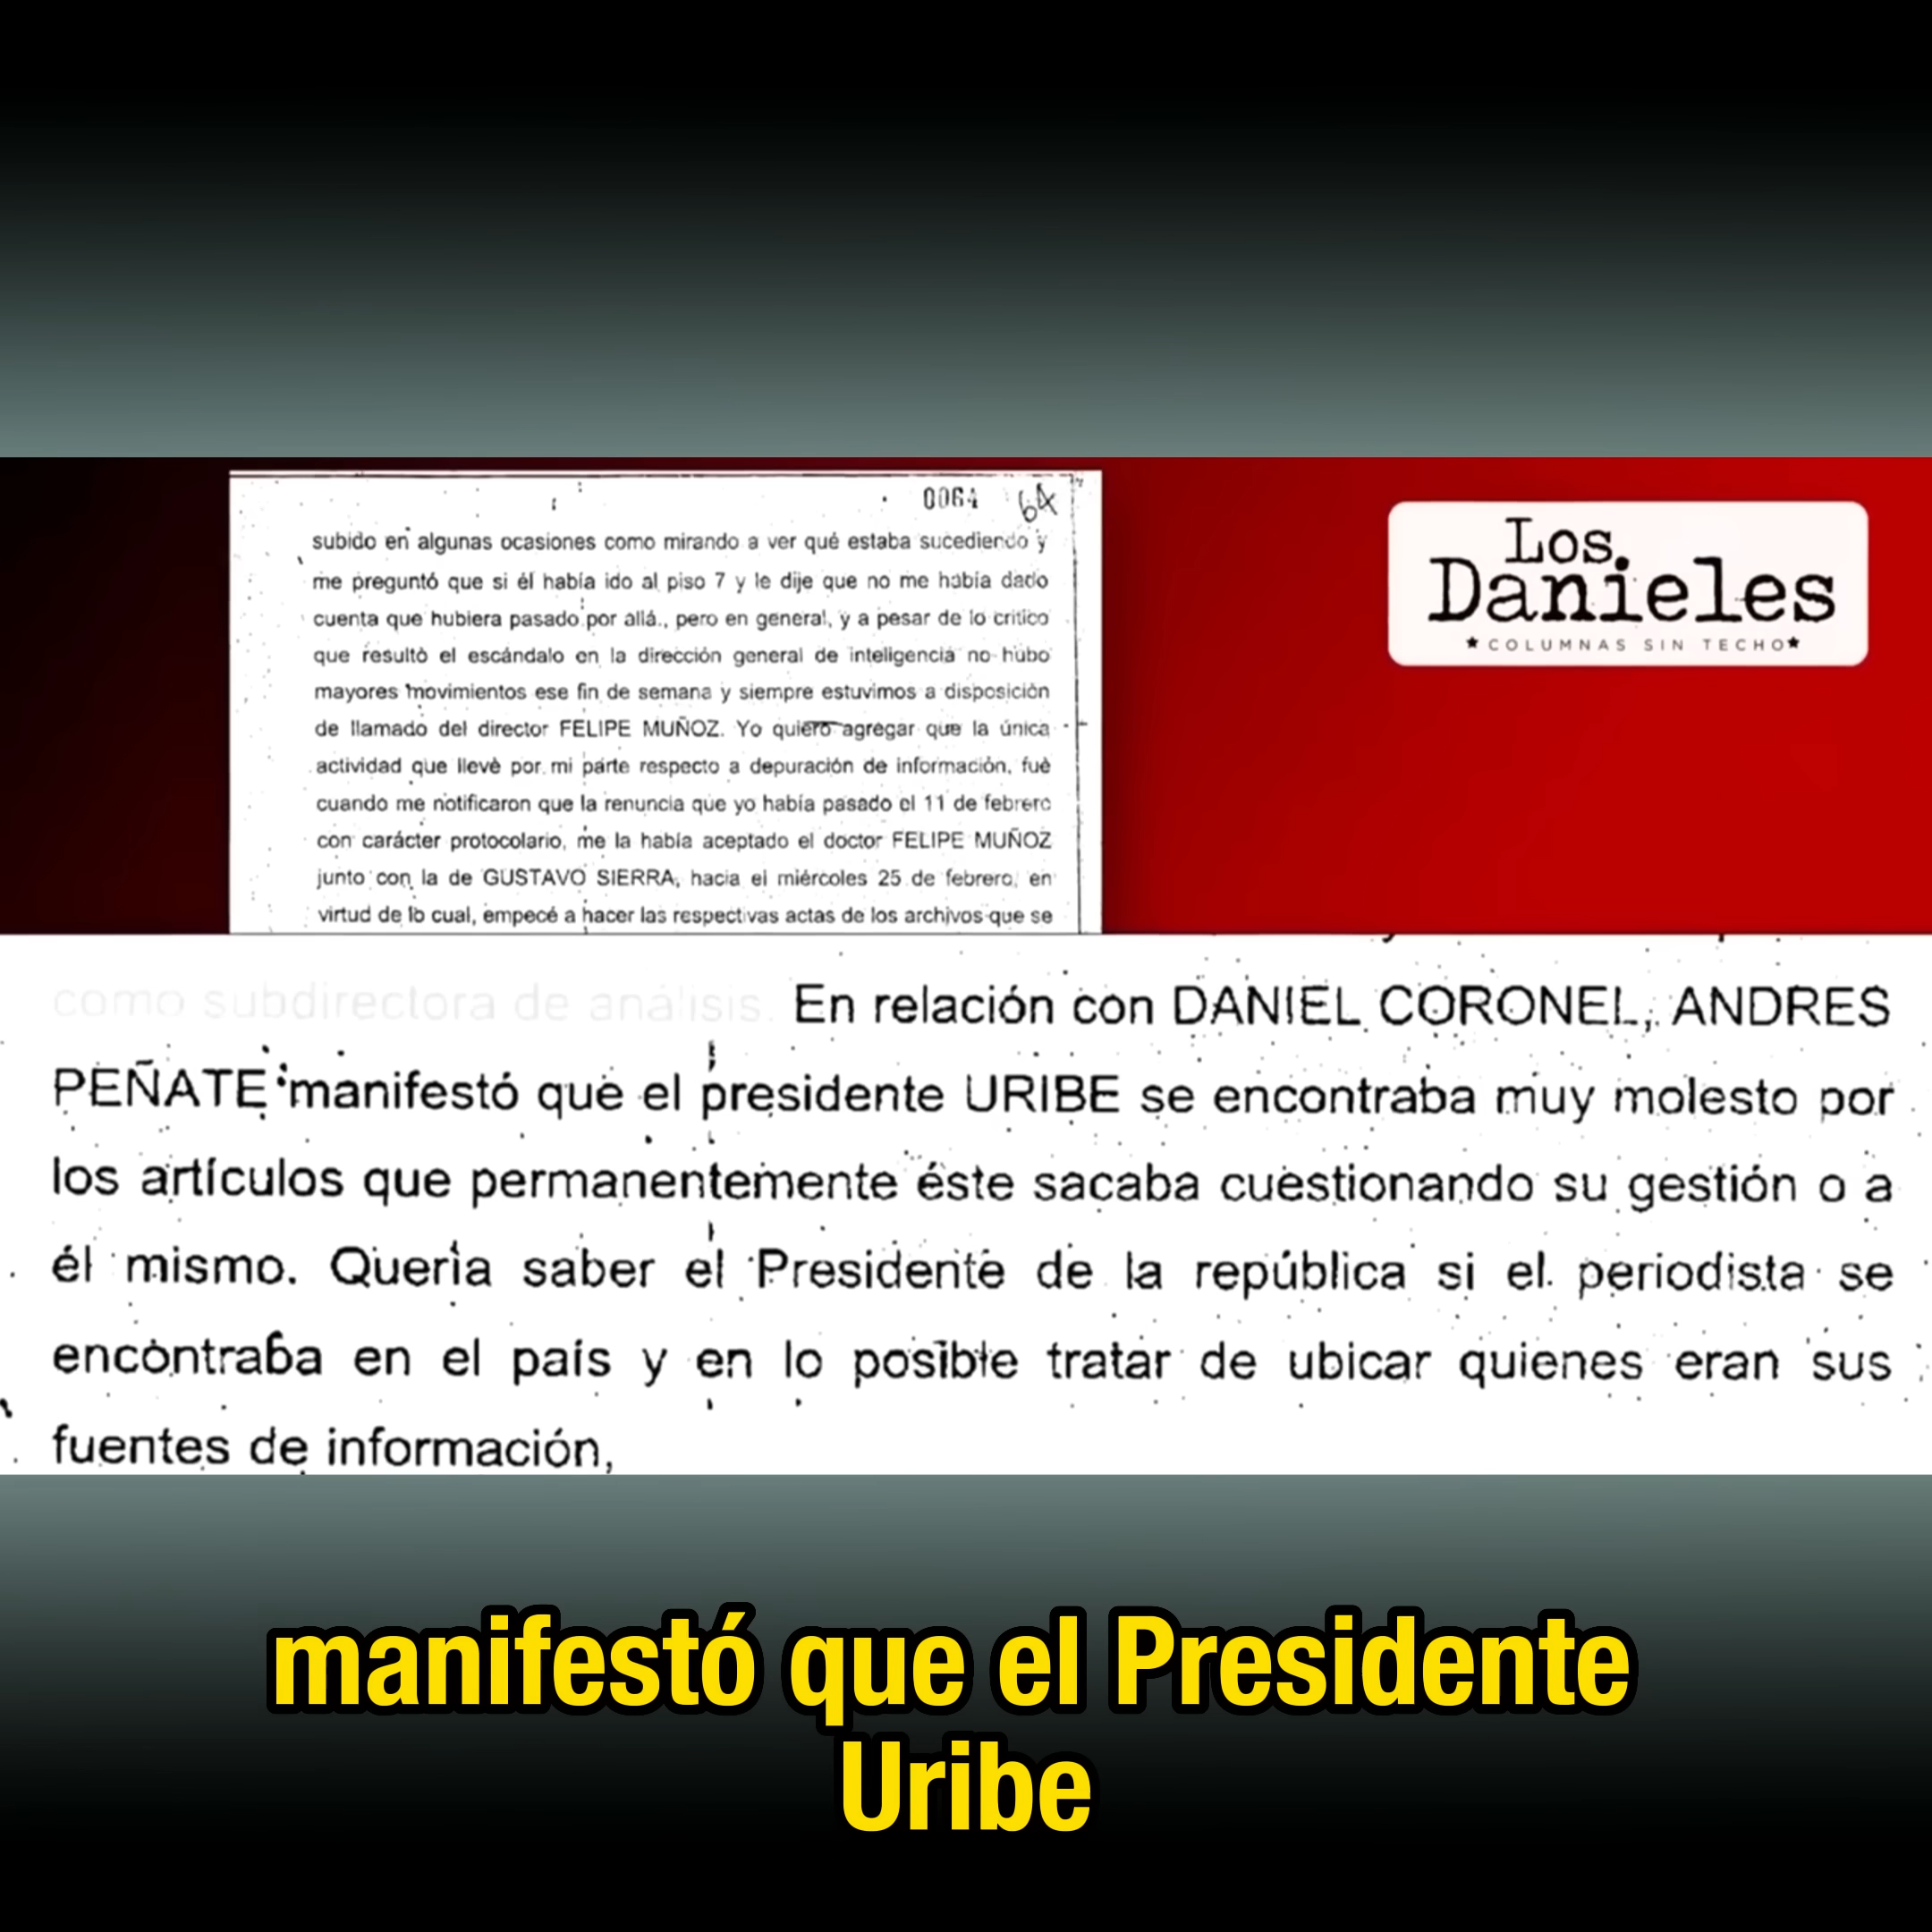 0064 64
subido en algunas ocasiones como mirando a ver qué estaba sucediendo y
me preguntó que si él había ido al piso 7 y le dije que no me había dado
cuenta que hubiera pasado por allá., pero en general, y a pesar de lo critico
que resultó el escándalo en la dirección general de inteligencia no hubo
mayores movimientos ese fin de semana y siempre estuvimos a disposición
de llamado del director FELIPE MUÑOZ. Yo quiero agregar que la única
actividad que llevé por mi parte respecto a depuración de información, fué
cuando me notificaron que la renuncia que yo había pasado el 11 de febrero
con carácter protocolario, me la había aceptado el doctor FELIPE MUÑOZ
junto con la de GUSTAVO SIERRA, hacia el miércoles 25 de febrero, en
virtud de lo cual, empecé a hacer las respectivas actas de los archivos que se
Los
Danieles
★COLUMNAS SIN TECHO★
como subdirectora de análisis. En relación con DANIEL CORONEL, ANDRES
PEÑATE manifestó que el presidente URIBE se encontraba muy molesto por
los artículos que permanentemente éste sacaba cuestionando su gestión o a
él mismo. Quería saber el Presidente de la república si el periodista se
encontraba en el país y en lo posible tratar de ubicar quienes eran sus
fuentes de información,
manifestó que el Presidente
Uribe